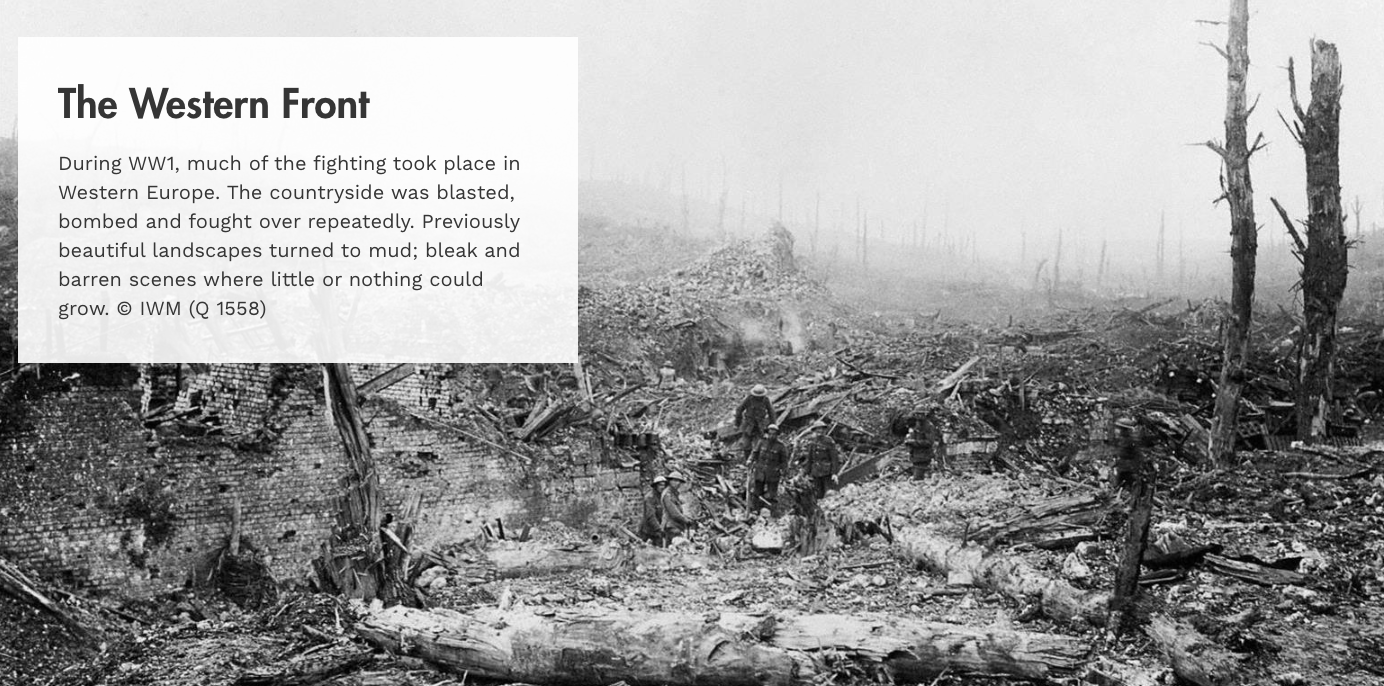 The Western Front
During WW1, much of the fighting took place in
Western Europe. The countryside was blasted,
bombed and fought over repeatedly. Previously
beautiful landscapes turned to mud; bleak and
barren scenes where little or nothing could
grow. © IWM (Q 1558)